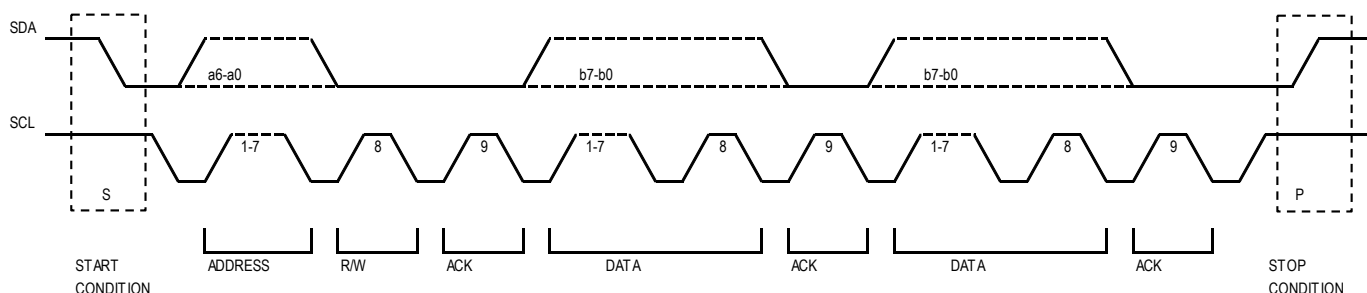 SDA
a6-a0 b7-b0 b7-b0
SCL
1-7 8 9 1-7 8 9 1-7 8 9
S P
START CONDITION ADDRESS R/W ACK DATA ACK DATA ACK STOP CONDITION